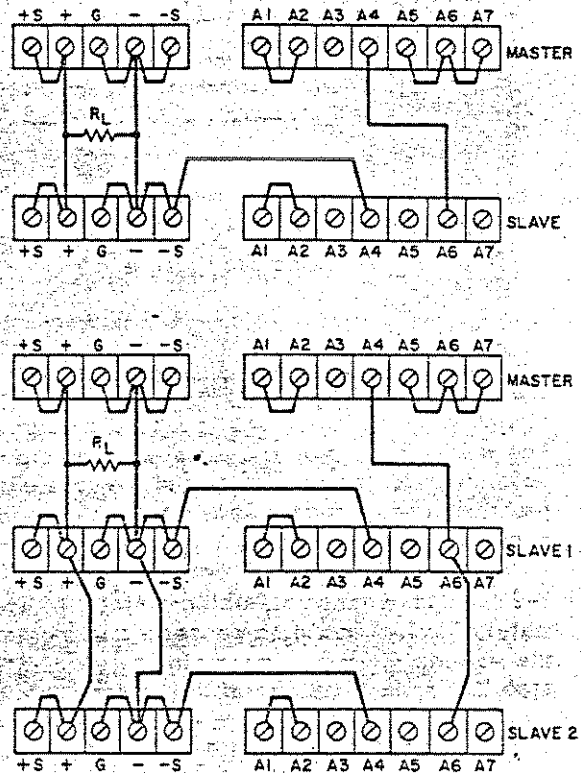 +S + G – –S A1 A2 A3 A4 A5 A6 A7
MASTER
RL
SLAVE
+S + G – –S A1 A2 A3 A4 A5 A6 A7
+S + G – –S A1 A2 A3 A4 A5 A6 A7
MASTER
RL
SLAVE 1
+S + G – –S A1 A2 A3 A4 A5 A6 A7
SLAVE 2
+S + G – –S A1 A2 A3 A4 A5 A6 A7